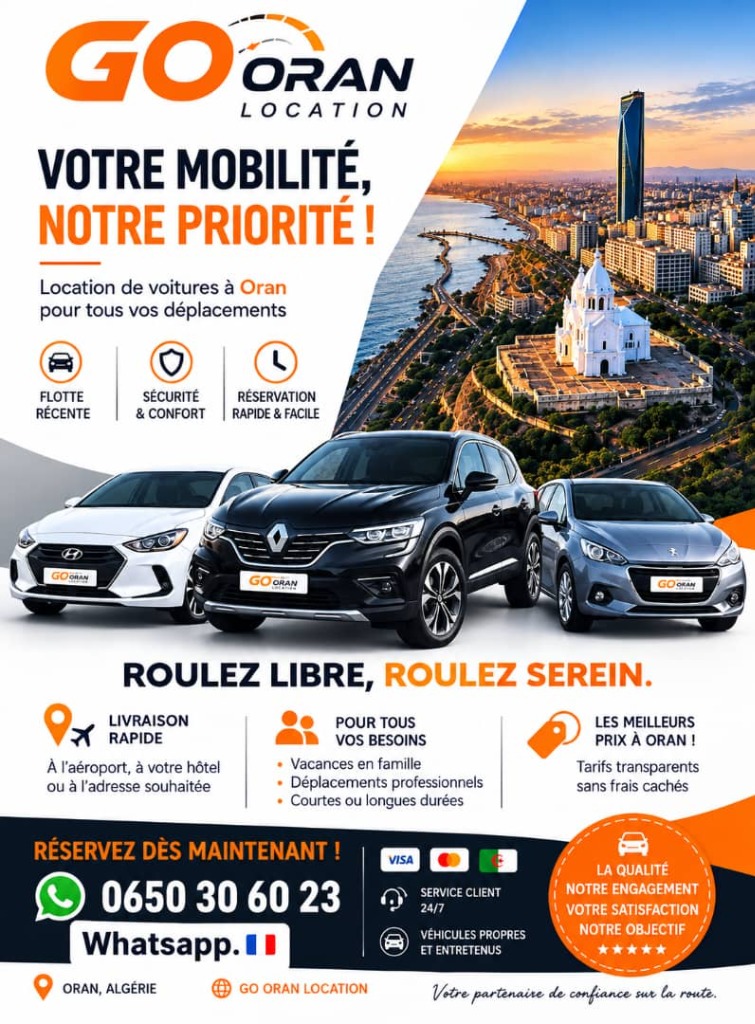 GO ORAN
LOCATION
VOTRE MOBILITÉ,
NOTRE PRIORITÉ !
Location de voitures à Oran
pour tous vos déplacements
FLOTTE
RÉCENTE
SÉCURITÉ
& CONFORT
RÉSERVATION
RAPIDE & FACILE
GO ORAN
LOCATION
GO ORAN
LOCATION
GO ORAN
LOCATION
ROULEZ LIBRE, ROULEZ SEREIN.
LIVRAISON
RAPIDE
À l'aéroport, à votre hôtel
ou à l'adresse souhaitée
POUR TOUS
VOS BESOINS
• Vacances en famille
• Déplacements professionnels
• Courtes ou longues durées
LES MEILLEURS
PRIX À ORAN !
Tarifs transparents
sans frais cachés
RÉSERVEZ DÈS MAINTENANT !
0650 30 60 23
Whatsapp.
VISA
SERVICE CLIENT
24/7
VÉHICULES PROPRES
ET ENTRETENUS
LA QUALITÉ
NOTRE ENGAGEMENT
VOTRE SATISFACTION
NOTRE OBJECTIF
ORAN, ALGÉRIE
GO ORAN LOCATION
Votre partenaire de confiance sur la route.